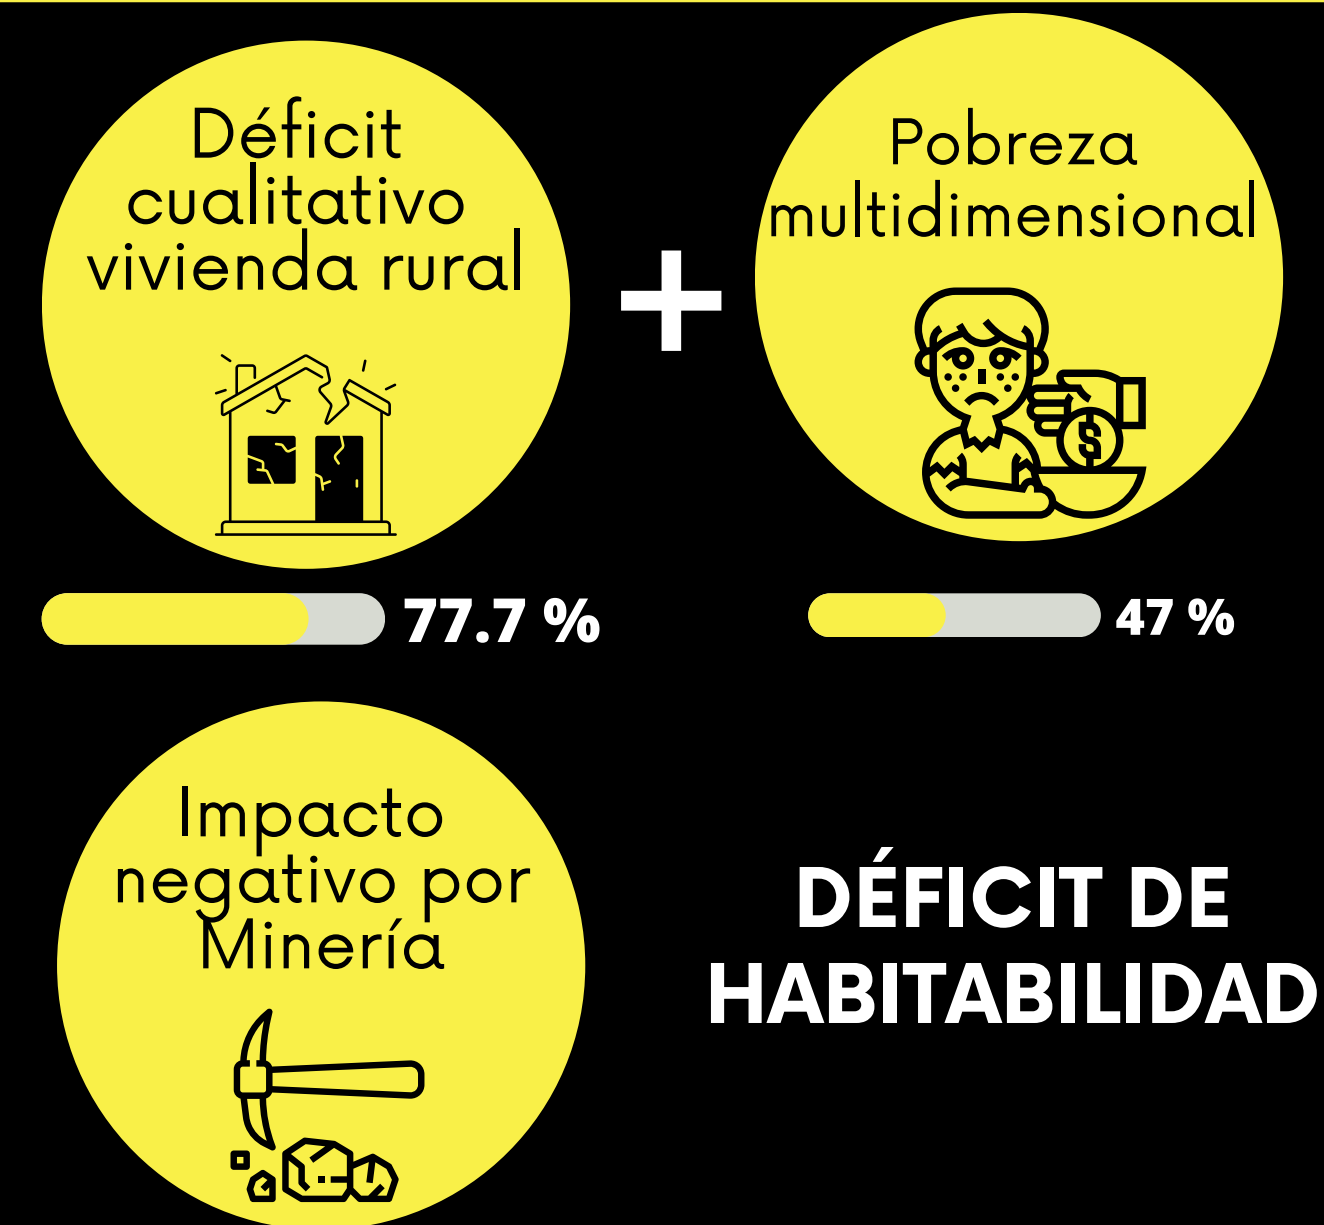 Déficit
cualitativo
vivienda rural
+
Pobreza
multidimensional
$
77.7 %
47 %
Impacto
negativo por
Minería
DÉFICIT DE
HABITABILIDAD